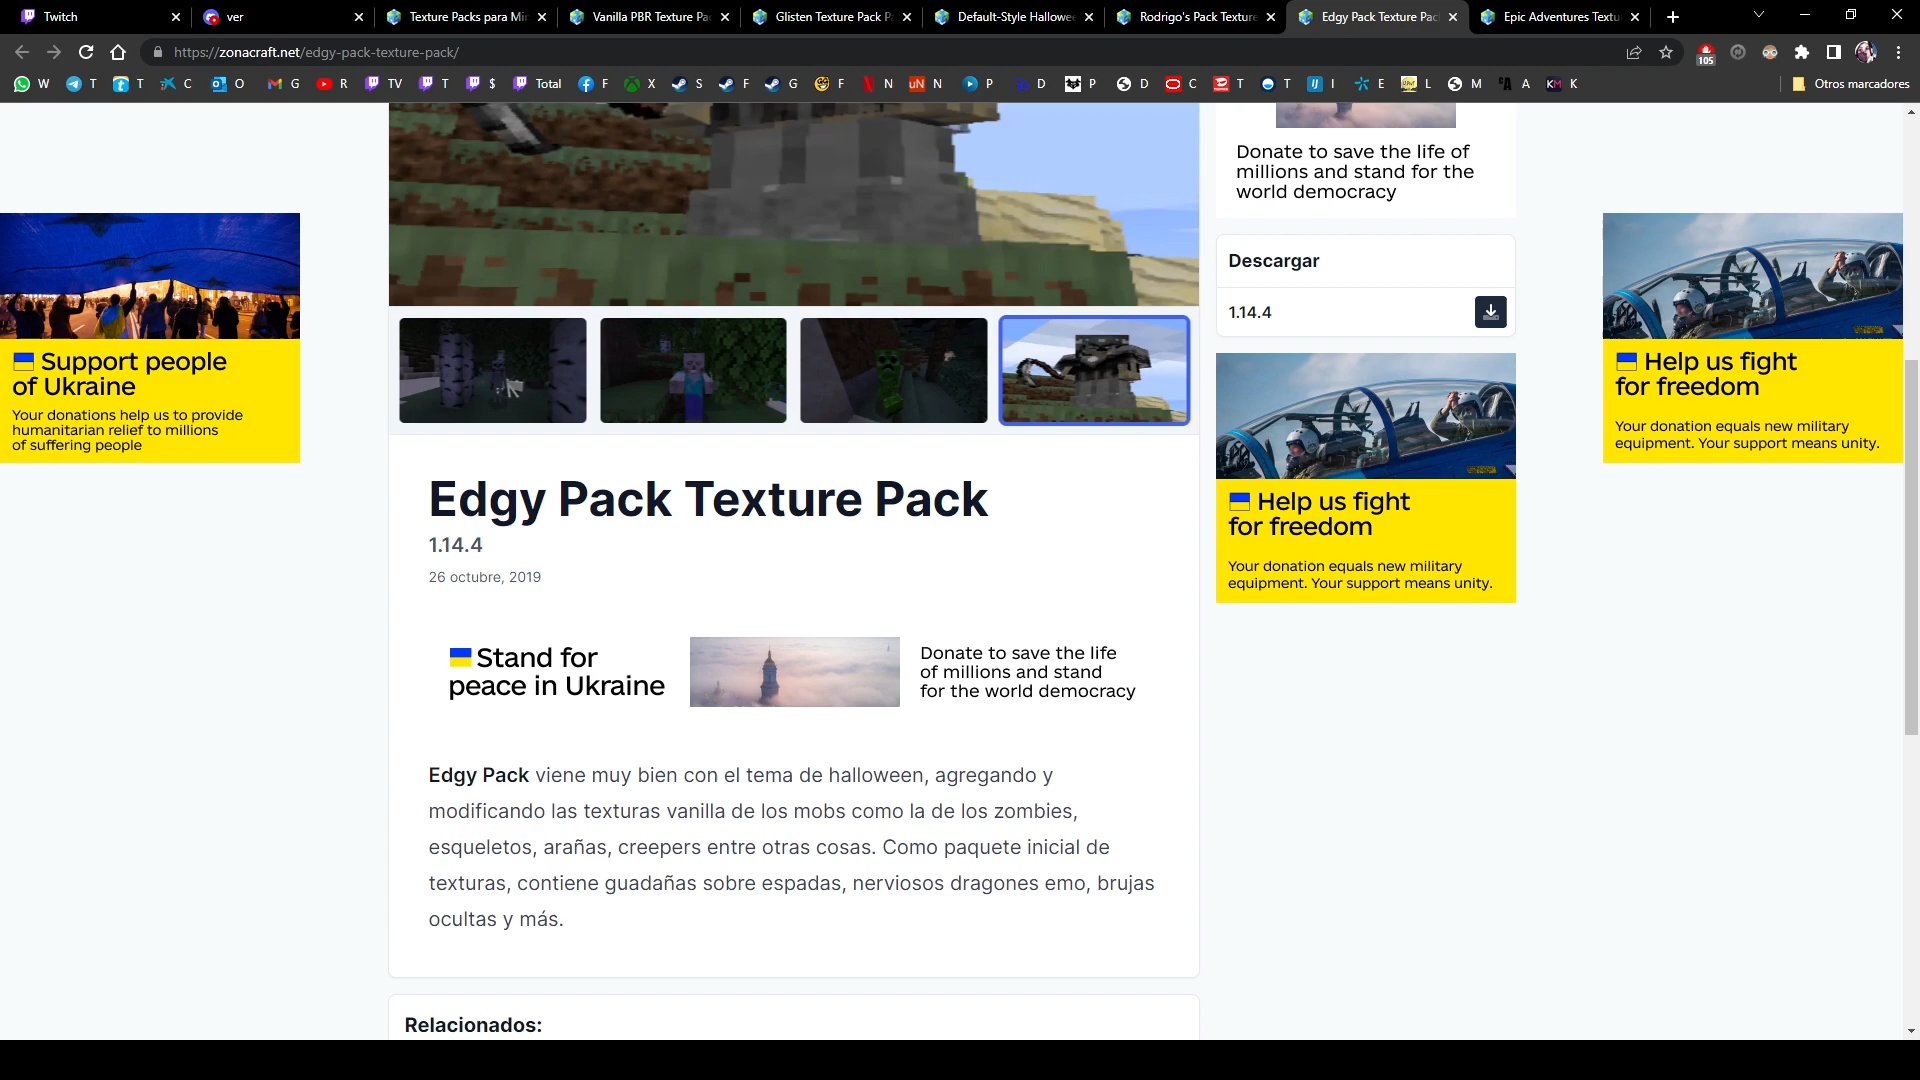 Twitch
ver
Texture Packs para Mi
Vanilla PBR Texture Pa
Glisten Texture Pack P
Default-Style Hallowe
Rodrigo's Pack Texture
Edgy Pack Texture Pac
Epic Adventures Textu
https://zonacraft.net/edgy-pack-texture-pack/
105
W T T C O G R TV T $ Total F X S F G F N N P D P D C T T I E L M A K Otros marcadores
Support people
of Ukraine
Your donations help us to provide
humanitarian relief to millions
of suffering people
Edgy Pack Texture Pack
1.14.4
26 octubre, 2019
Stand for
peace in Ukraine
Donate to save the life
of millions and stand
for the world democracy
Edgy Pack viene muy bien con el tema de halloween, agregando y
modificando las texturas vanilla de los mobs como la de los zombies,
esqueletos, arañas, creepers entre otras cosas. Como paquete inicial de
texturas, contiene guadañas sobre espadas, nerviosos dragones emo, brujas
ocultas y más.
Relacionados:
Donate to save the life of
millions and stand for the
world democracy
Descargar
1.14.4
Help us fight
for freedom
Your donation equals new military
equipment. Your support means unity.
Help us fight
for freedom
Your donation equals new military
equipment. Your support means unity.